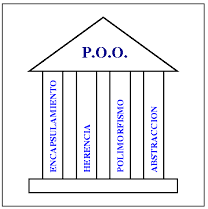 P.O.O.
ENCAPSULAMIENTO
HERENCIA
POLIMORFISMO
ABSTRACCION